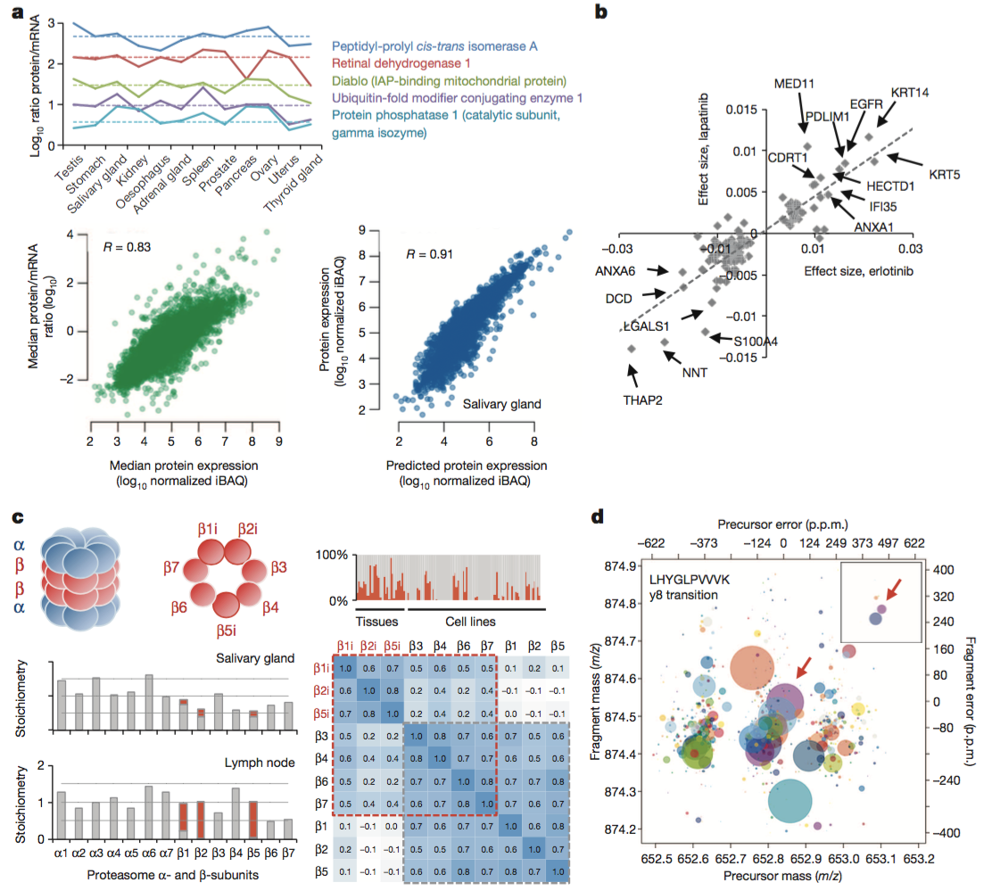 a
Log10 ratio protein/mRNA
3
2
1
0
Testis
Stomach
Salivary gland
Kidney
Oesophagus
Adrenal gland
Spleen
Prostate
Pancreas
Ovary
Uterus
Thyroid gland
Peptidyl-prolyl cis-trans isomerase A
Retinal dehydrogenase 1
Diablo (IAP-binding mitochondrial protein)
Ubiquitin-fold modifier conjugating enzyme 1
Protein phosphatase 1 (catalytic subunit,
gamma isozyme)
Median protein/mRNA
ratio (log10)
4
2
0
−2
R = 0.83
2 3 4 5 6 7 8 9
Median protein expression
(log10 normalized iBAQ)
Protein expression
(log10 normalized iBAQ)
9
8
7
6
5
4
3
2
R = 0.91
Salivary gland
2 4 6 8
Predicted protein expression
(log10 normalized iBAQ)
b
Effect size, lapatinib
0.015
0.01
0.005
0
−0.005
−0.01
−0.015
−0.03
−0.01
0.01
0.03
Effect size, erlotinib
MED11
KRT14
EGFR
PDLIM1
CDRT1
KRT5
HECTD1
IFI35
ANXA1
ANXA6
DCD
LGALS1
S100A4
NNT
THAP2
c
α
β
β
α
β1i
β2i
β7
β3
β6
β4
β5i
100%
0%
Tissues
Cell lines
Salivary gland
Stoichiometry
Lymph node
Stoichiometry
2
1
0
α1 α2 α3 α4 α5 α6 α7 β1 β2 β5 β3 β4 β6 β7
Proteasome α- and β-subunits
β1i β2i β5i β3 β4 β6 β7 β1 β2 β5
β1i 1.0 0.6 0.7 0.5 0.6 0.5 0.5 0.1 0.2 0.1
β2i 0.6 1.0 0.8 0.2 0.4 0.2 0.4 −0.1 −0.1 −0.1
β5i 0.7 0.8 1.0 0.2 0.4 0.2 0.4 0.0 −0.1 −0.1
β3 0.5 0.2 0.2 1.0 0.8 0.7 0.6 0.7 0.5 0.6
β4 0.6 0.4 0.4 0.8 1.0 0.7 0.7 0.6 0.5 0.6
β6 0.5 0.2 0.2 0.7 0.7 1.0 0.8 0.7 0.7 0.8
β7 0.5 0.4 0.4 0.6 0.7 0.8 1.0 0.7 0.6 0.7
β1 0.1 −0.1 0.0 0.7 0.6 0.7 0.7 1.0 0.6 0.8
β2 0.2 −0.1 −0.1 0.5 0.5 0.7 0.6 0.6 1.0 0.7
β5 0.1 −0.1 −0.1 0.6 0.6 0.8 0.7 0.8 0.7 1.0
d
Precursor error (p.p.m.)
−622 −373 −124 0 124 249 373 497 622
LHYGLPVVVK
y8 transition
Fragment mass (m/z)
874.9
874.8
874.7
874.6
874.5
874.4
874.3
874.2
Fragment error (p.p.m.)
400
320
240
160
80
0
−80
−160
−240
−320
−400
652.5 652.6 652.7 652.8 652.9 653.0 653.1 653.2
Precursor mass (m/z)